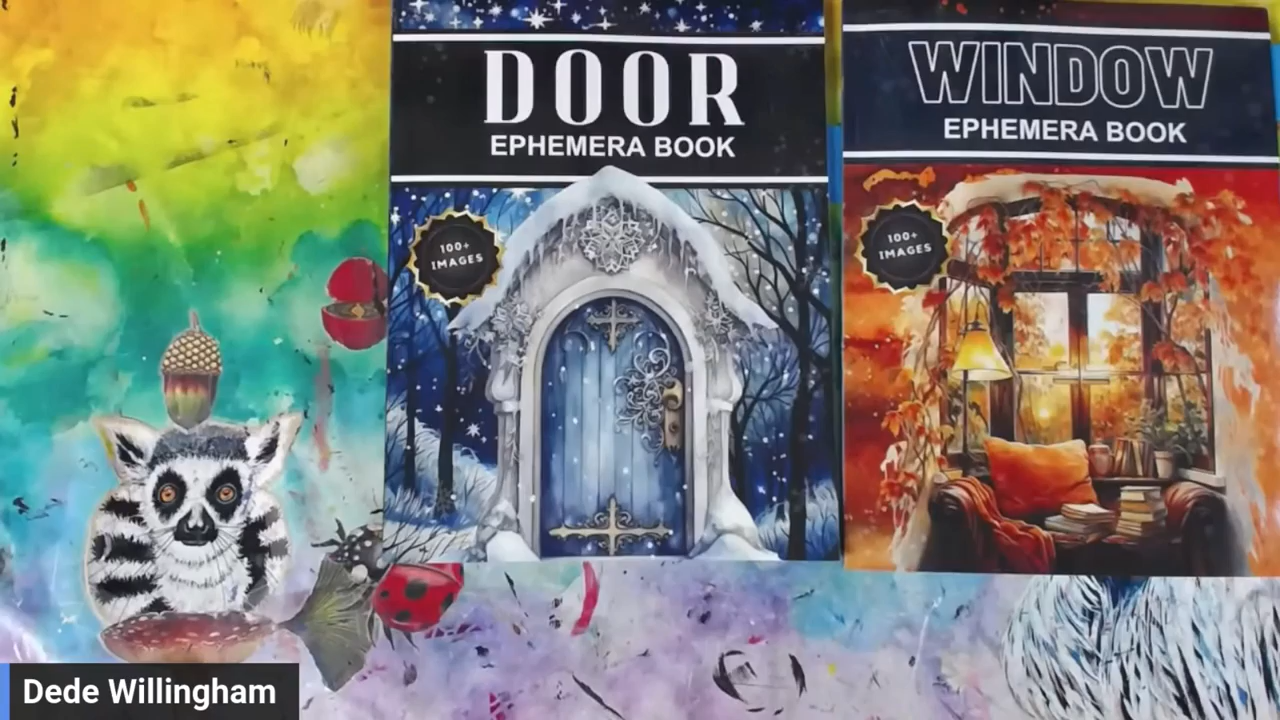 DOOR
EPHEMERA BOOK
100+
IMAGES
WINDOW
EPHEMERA BOOK
100+
IMAGES
Dede Willingham